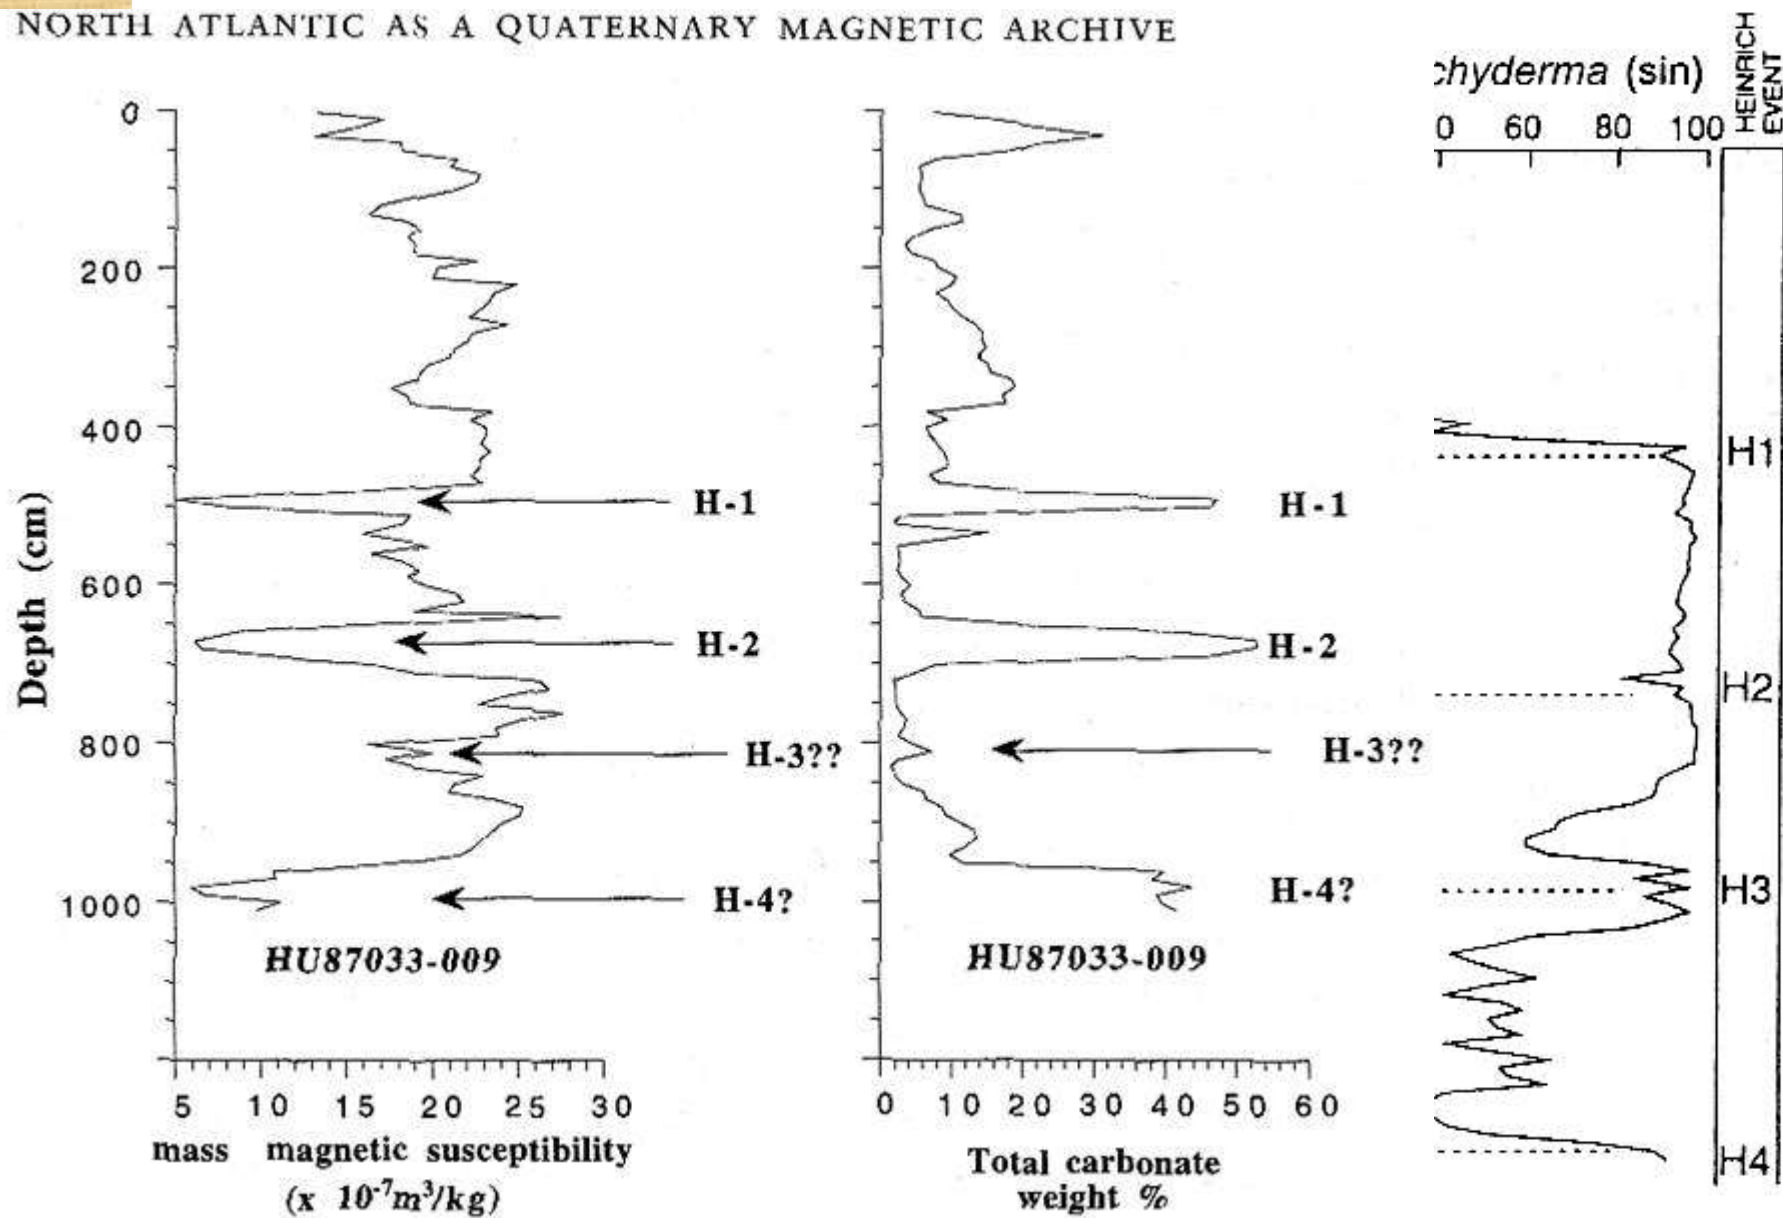 NORTH ATLANTIC AS A QUATERNARY MAGNETIC ARCHIVE
0
200
400
600
800
1000
Depth (cm)
H-1
H-2
H-3??
H-4?
HU87033-009
5 10 15 20 25 30
mass magnetic susceptibility
(x 10⁻⁷m³/kg)
H-1
H-2
H-3??
H-4?
HU87033-009
0 10 20 30 40 50 60
Total carbonate
weight %
chyderma (sin)
0 60 80 100
HEINRICH
EVENT
H1
H2
H3
H4